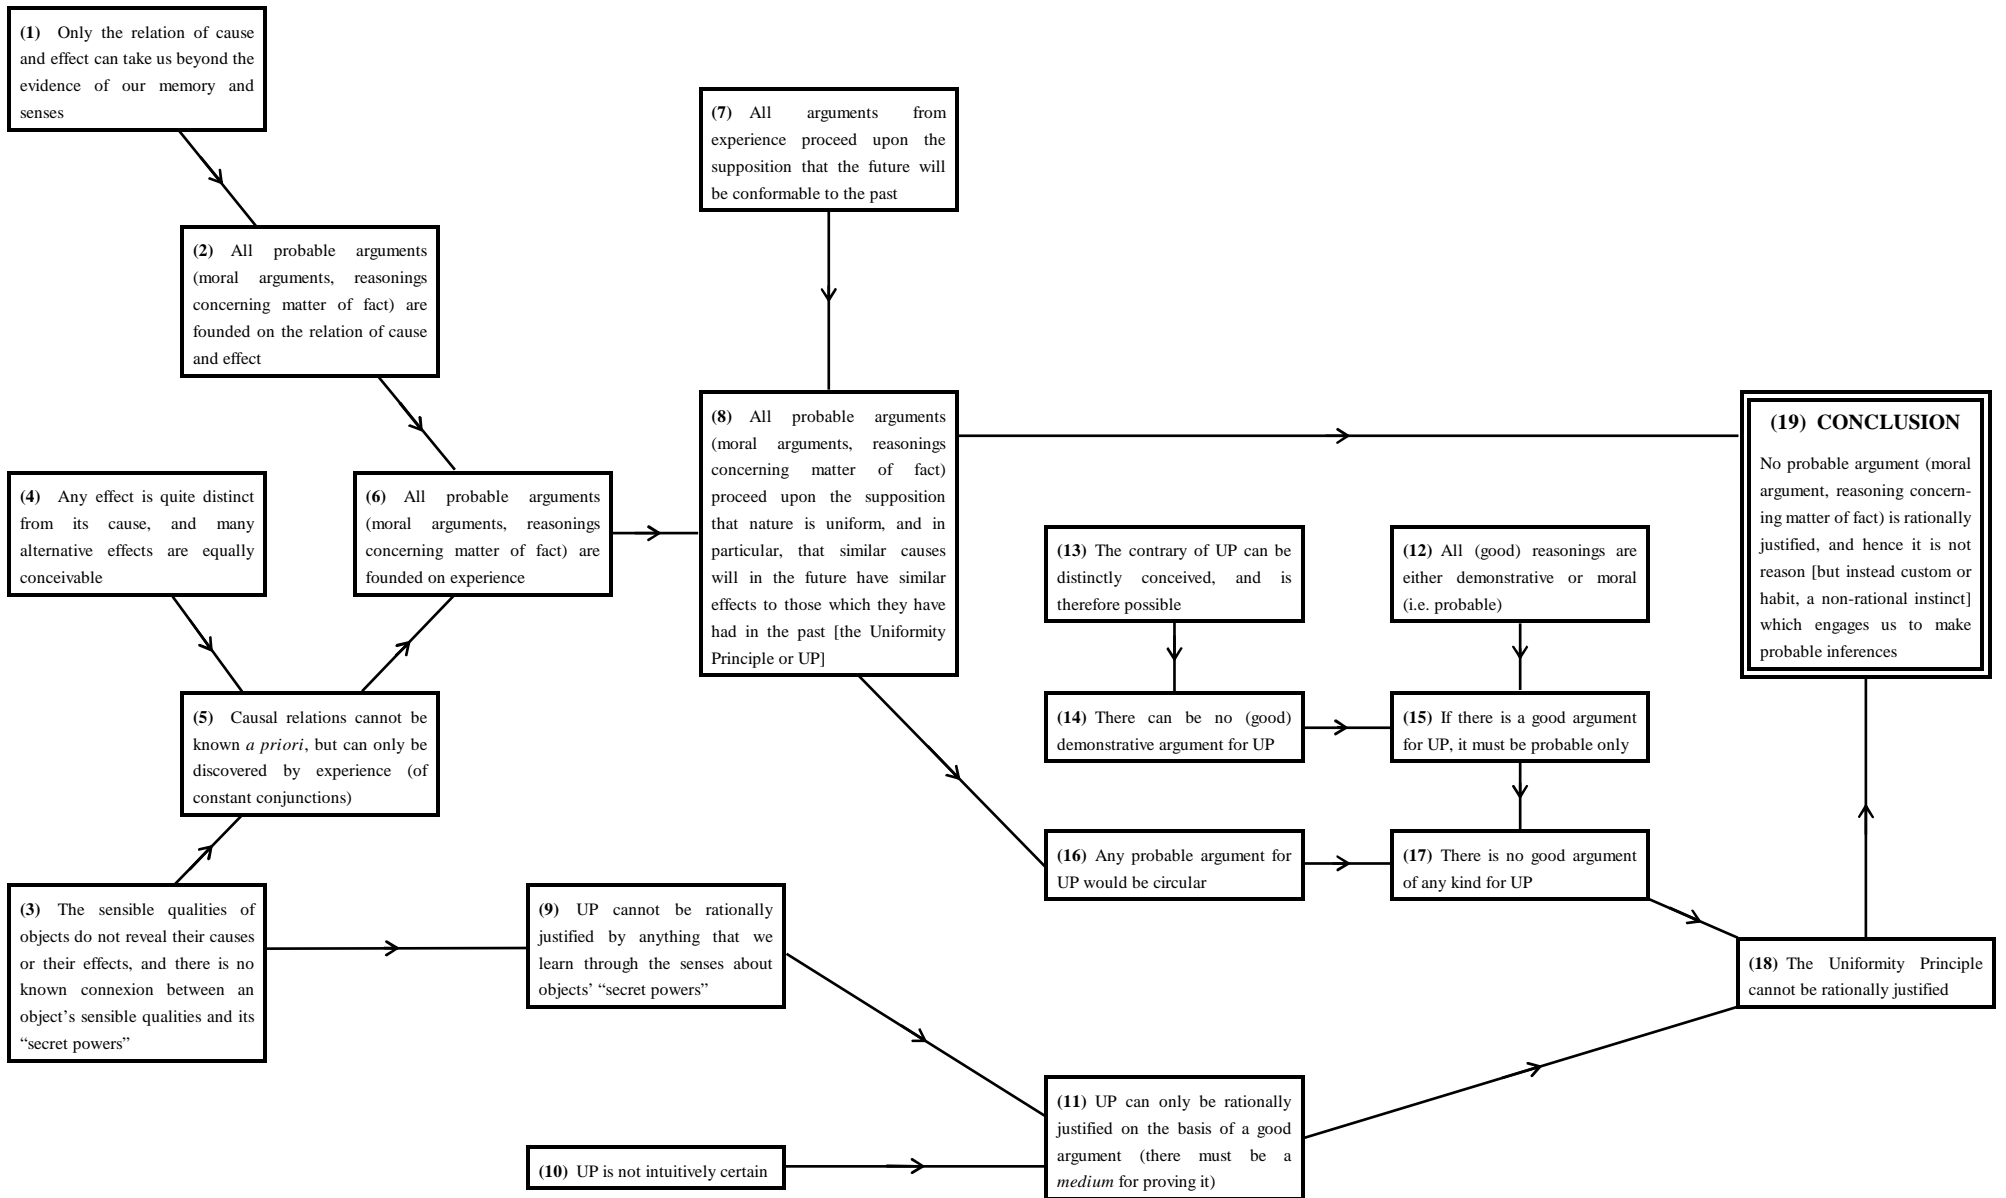 (1) Only the relation of cause
and effect can take us beyond the
evidence of our memory and
senses
(2) All probable arguments
(moral arguments, reasonings
concerning matter of fact) are
founded on the relation of cause
and effect
(4) Any effect is quite distinct
from its cause, and many
alternative effects are equally
conceivable
(6) All probable arguments
(moral arguments, reasonings
concerning matter of fact) are
founded on experience
(5) Causal relations cannot be
known a priori, but can only be
discovered by experience (of
constant conjunctions)
(3) The sensible qualities of
objects do not reveal their causes
or their effects, and there is no
known connexion between an
object’s sensible qualities and its
“secret powers”
(7) All arguments from
experience proceed upon the
supposition that the future will
be conformable to the past
(8) All probable arguments
(moral arguments, reasonings
concerning matter of fact)
proceed upon the supposition
that nature is uniform, and in
particular, that similar causes
will in the future have similar
effects to those which they have
had in the past [the Uniformity
Principle or UP]
(9) UP cannot be rationally
justified by anything that we
learn through the senses about
objects’ “secret powers”
(10) UP is not intuitively certain
(11) UP can only be rationally
justified on the basis of a good
argument (there must be a
medium for proving it)
(13) The contrary of UP can be
distinctly conceived, and is
therefore possible
(12) All (good) reasonings are
either demonstrative or moral
(i.e. probable)
(14) There can be no (good)
demonstrative argument for UP
(15) If there is a good argument
for UP, it must be probable only
(16) Any probable argument for
UP would be circular
(17) There is no good argument
of any kind for UP
(18) The Uniformity Principle
cannot be rationally justified
(19) CONCLUSION
No probable argument (moral
argument, reasoning concern-
ing matter of fact) is rationally
justified, and hence it is not
reason [but instead custom or
habit, a non-rational instinct]
which engages us to make
probable inferences